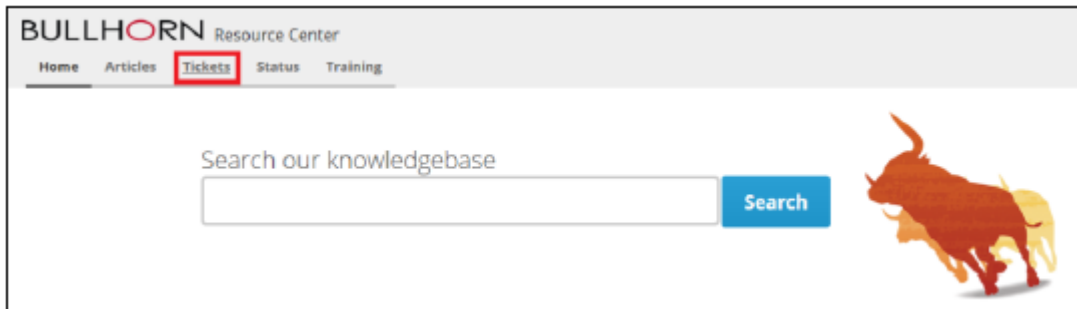 BULLHORN Resource Center
Home Articles Tickets Status Training
Search our knowledgebase
Search